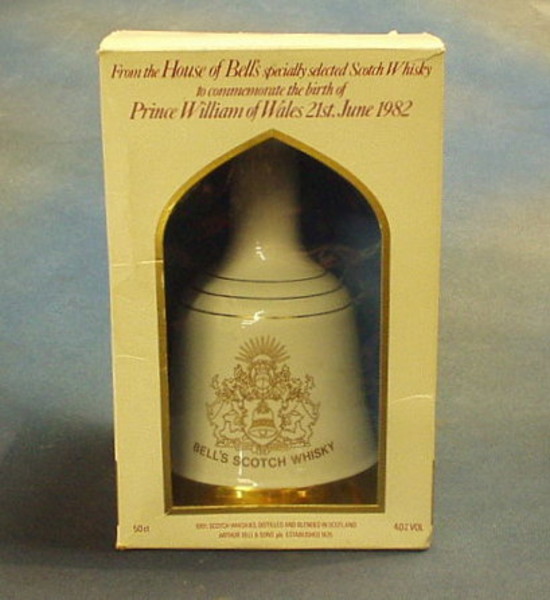 From the House of Bell's specially selected Scotch Whisky
to commemorate the birth of
Prince William of Wales 21st. June 1982
BELL'S SCOTCH WHISKY
50cl
100% SCOTCH WHISKIES, DISTILLED AND BLENDED IN SCOTLAND
ARTHUR BELL & SONS plc ESTABLISHED 1825
40% VOL